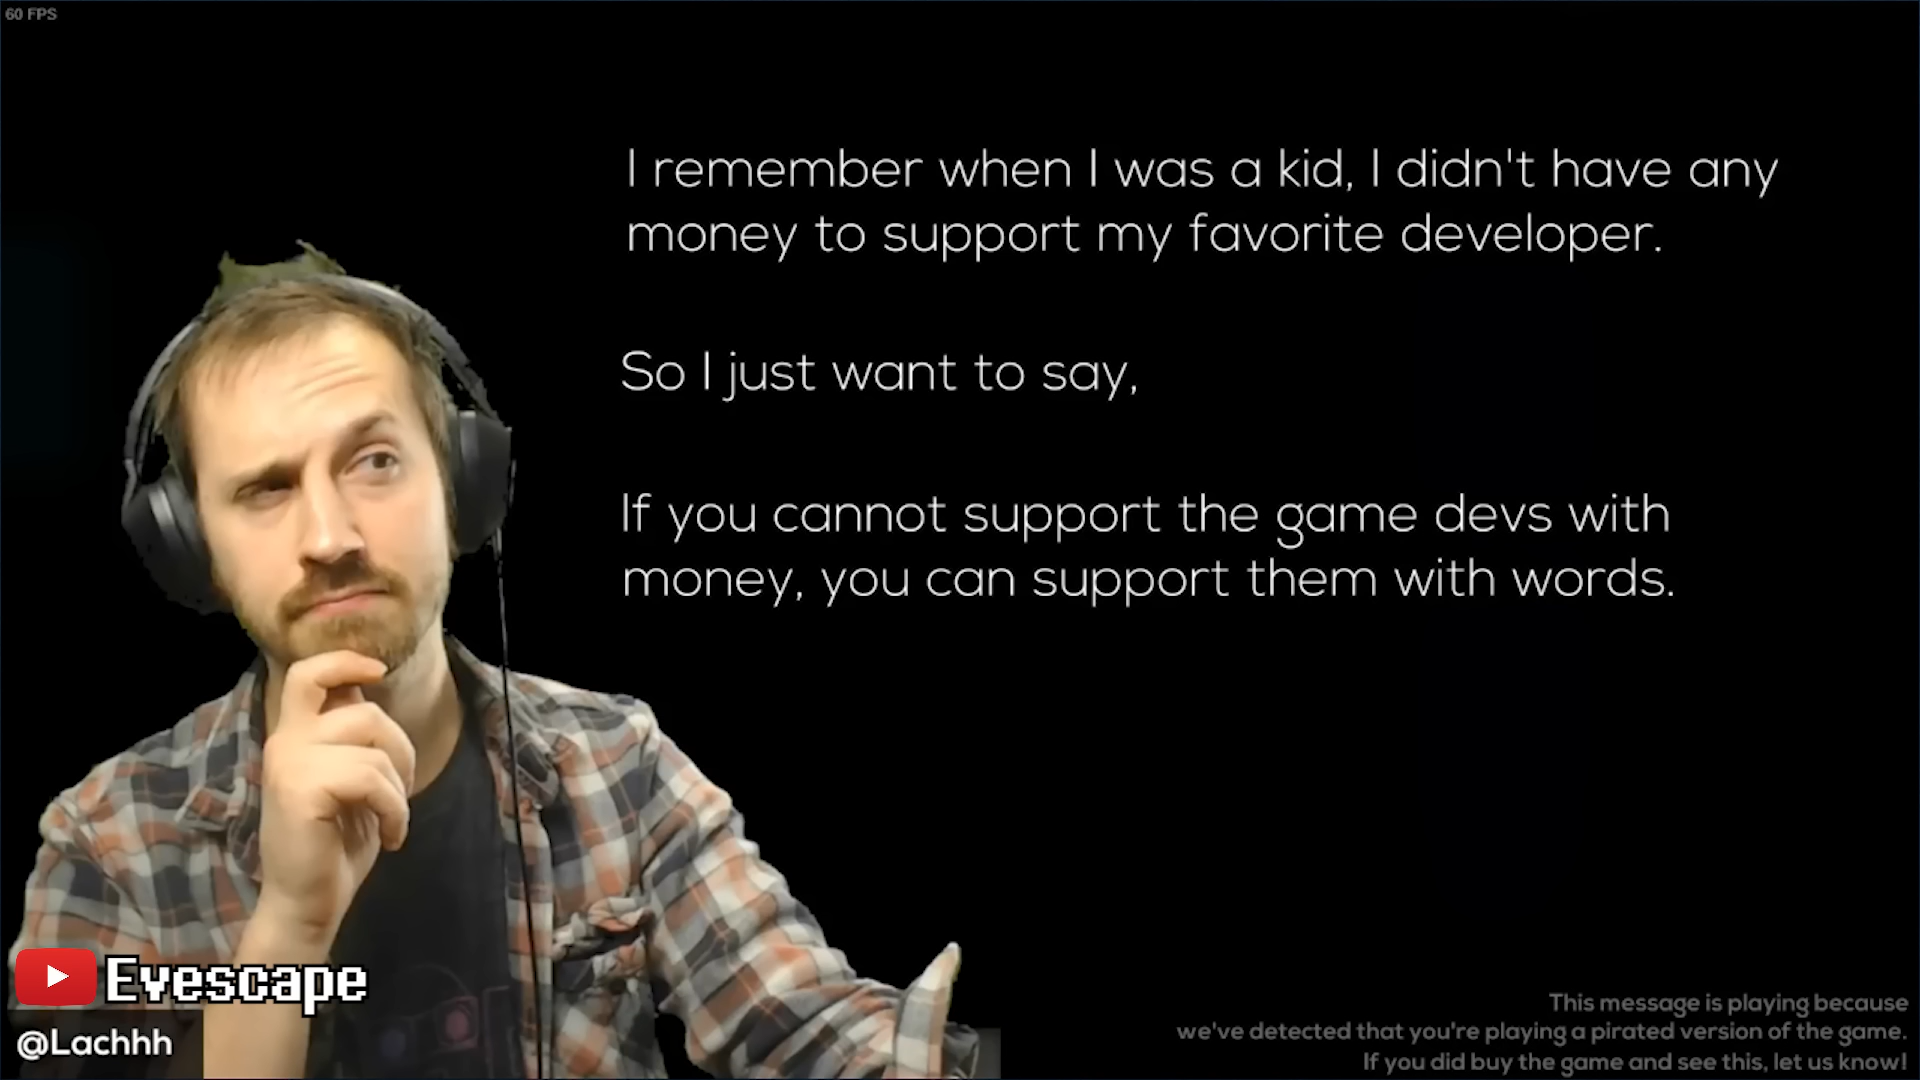 60 FPS
I remember when I was a kid, I didn't have any
money to support my favorite developer.
So I just want to say,
If you cannot support the game devs with
money, you can support them with words.
Evescape
@Lachhh
This message is playing because
we've detected that you're playing a pirated version of the game.
If you did buy the game and see this, let us know!